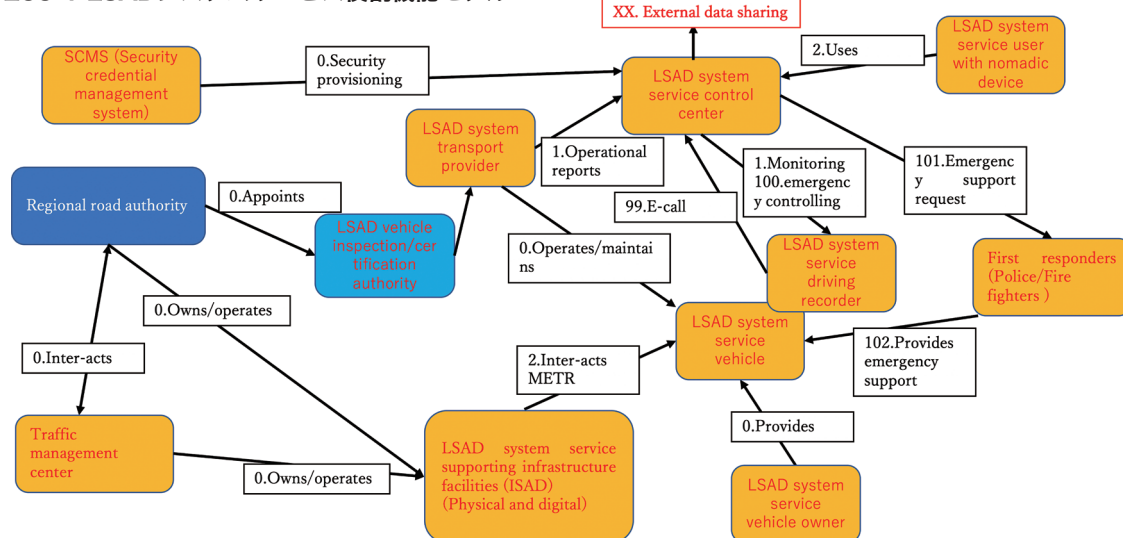 XX. External data sharing
SCMS (Security
credential
management
system)
0.Security
provisioning
LSAD system
service control
center
2.Uses
LSAD system
service user
with nomadic
device
LSAD system
transport
provider
1.Operational
reports
1.Monitoring
100.emergenc
y controlling
101.Emergenc
y support
request
Regional road authority
0.Appoints
LSAD vehicle
inspection/cer
tification
authority
99.E-call
0.Operates/maintai
ns
LSAD system
service
driving
recorder
First responders
(Police/Fire
fighters )
0.Owns/operates
0.Inter-acts
LSAD system
service
vehicle
2.Inter-acts
METR
102.Provides
emergency
support
Traffic
management
center
0.Owns/operates
LSAD system service
supporting infrastructure
facilities (ISAD)
(Physical and digital)
0.Provides
LSAD system
service
vehicle owner